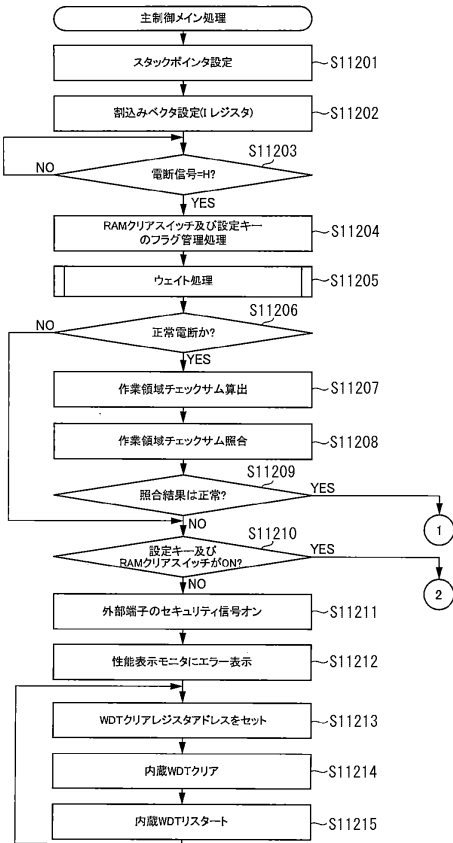 主制御メイン処理
スタックポインタ設定
S11201
割込みベクタ設定(Iレジスタ)
S11202
S11203
NO
電断信号=H?
YES
RAMクリアスイッチ及び設定キー
のフラグ管理処理
S11204
ウェイト処理
S11205
S11206
NO
正常電断か?
YES
作業領域チェックサム算出
S11207
作業領域チェックサム照合
S11208
S11209
照合結果は正常?
YES
1
NO
S11210
設定キー及び
RAMクリアスイッチがON?
YES
2
NO
外部端子のセキュリティ信号オン
S11211
性能表示モニタにエラー表示
S11212
WDTクリアレジスタアドレスをセット
S11213
内蔵WDTクリア
S11214
内蔵WDTリスタート
S11215